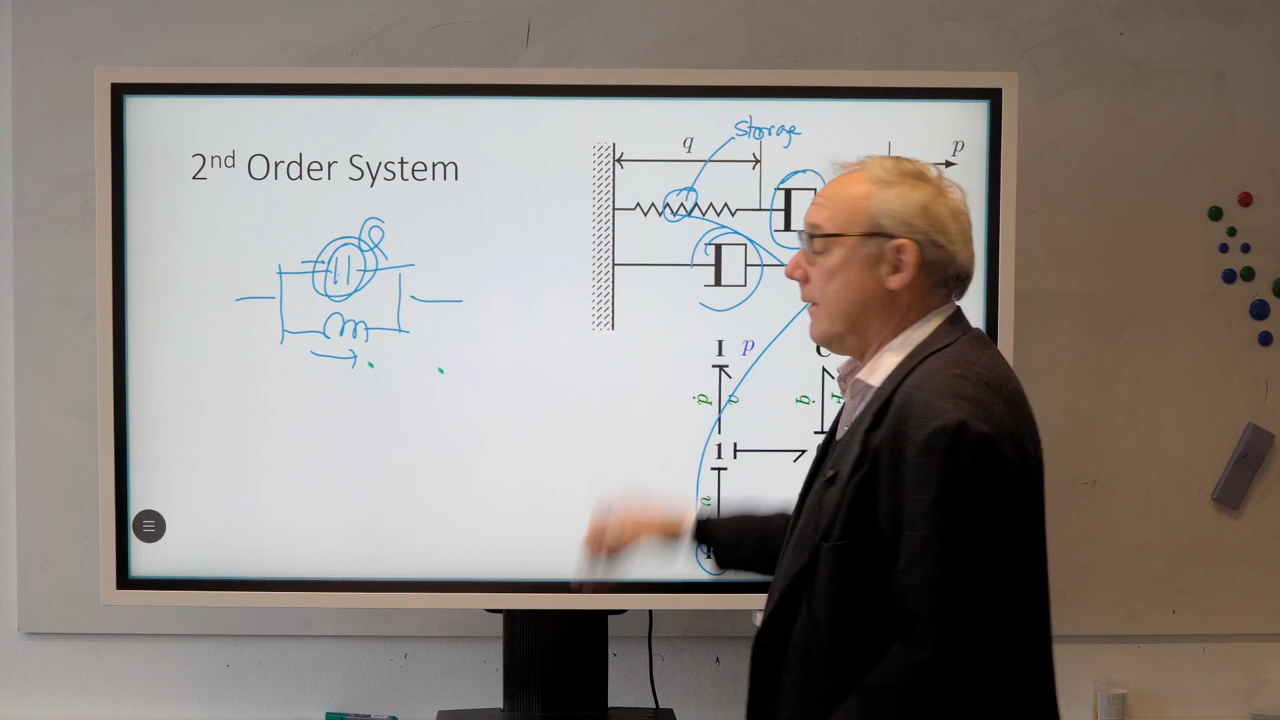 2nd Order System
storage
q
p
I
p
C
ṗ
v
q̇
F
1
v